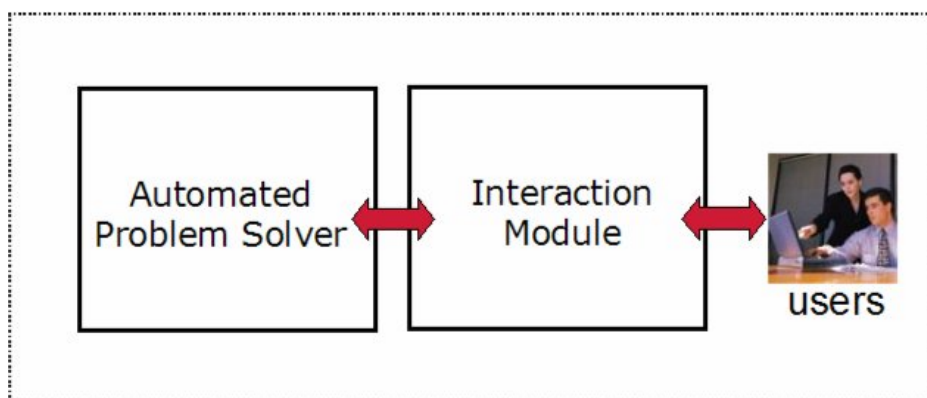 Automated
Problem Solver
Interaction
Module
users